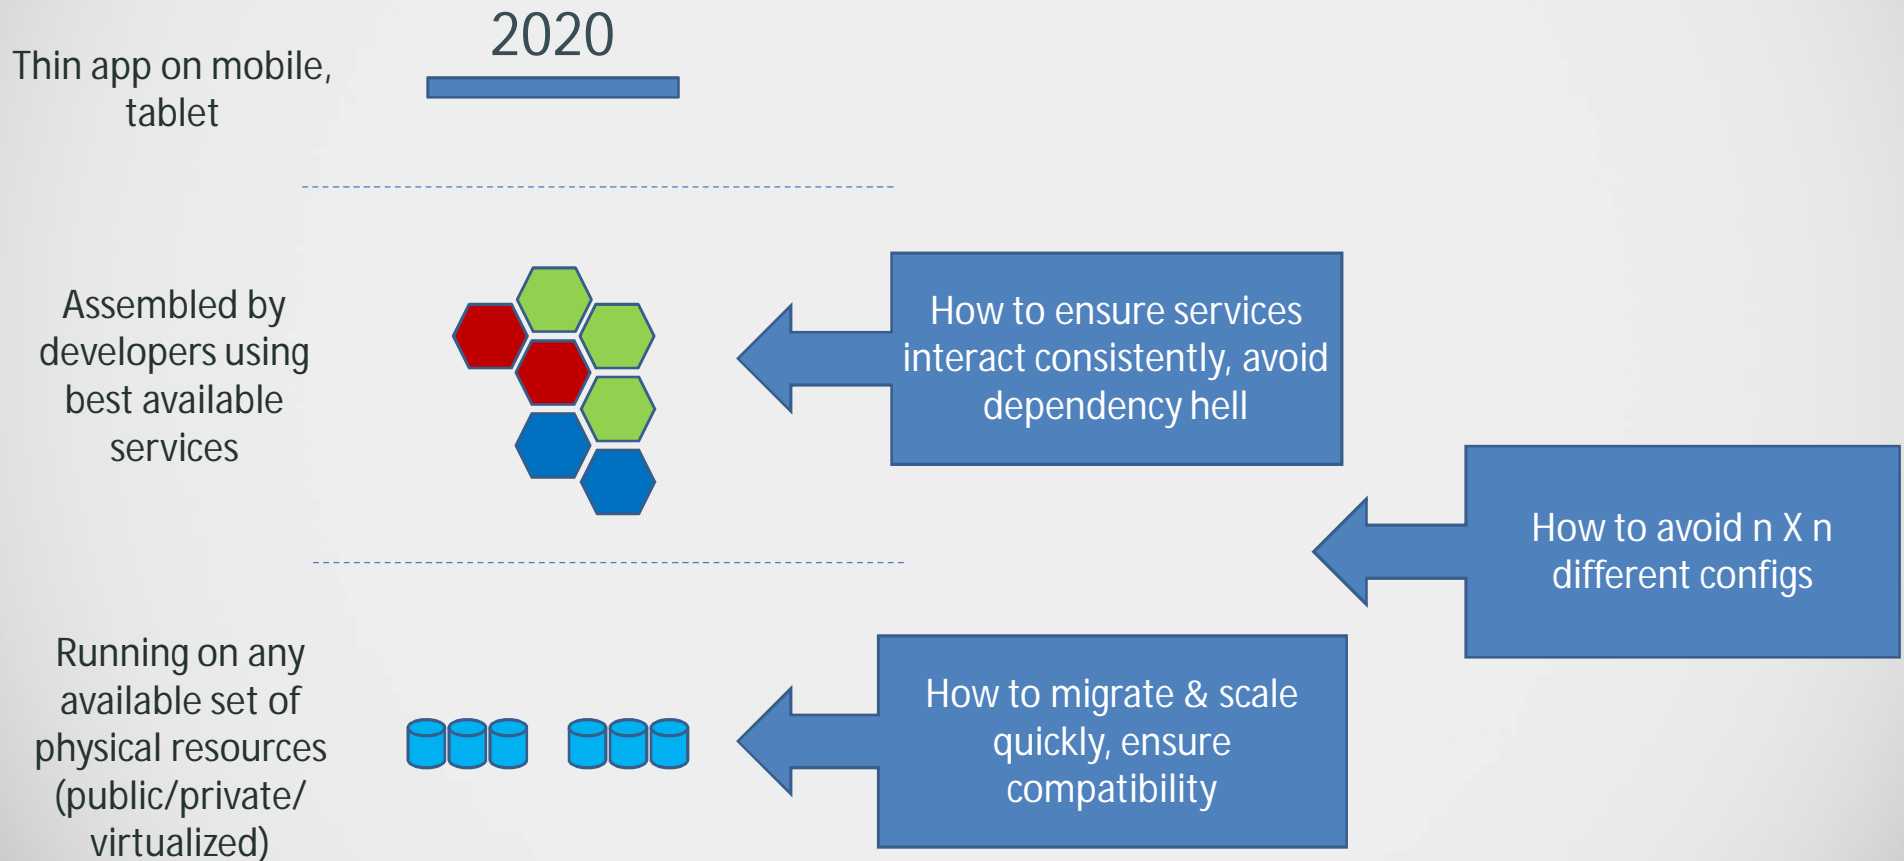 2020
Thin app on mobile,
tablet
Assembled by
developers using
best available
services
How to ensure services
interact consistently, avoid
dependency hell
How to avoid n X n
different configs
Running on any
available set of
physical resources
(public/private/
virtualized)
How to migrate & scale
quickly, ensure
compatibility